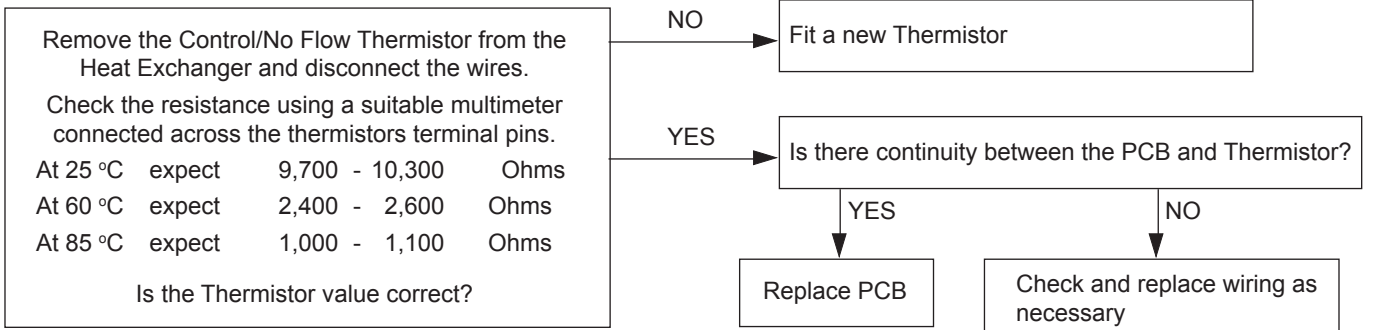 Remove the Control/No Flow Thermistor from the
Heat Exchanger and disconnect the wires.
Check the resistance using a suitable multimeter
connected across the thermistors terminal pins.
At 25 °C expect 9,700 - 10,300 Ohms
At 60 °C expect 2,400 - 2,600 Ohms
At 85 °C expect 1,000 - 1,100 Ohms
Is the Thermistor value correct?
NO
Fit a new Thermistor
YES
Is there continuity between the PCB and Thermistor?
YES
NO
Replace PCB
Check and replace wiring as
necessary